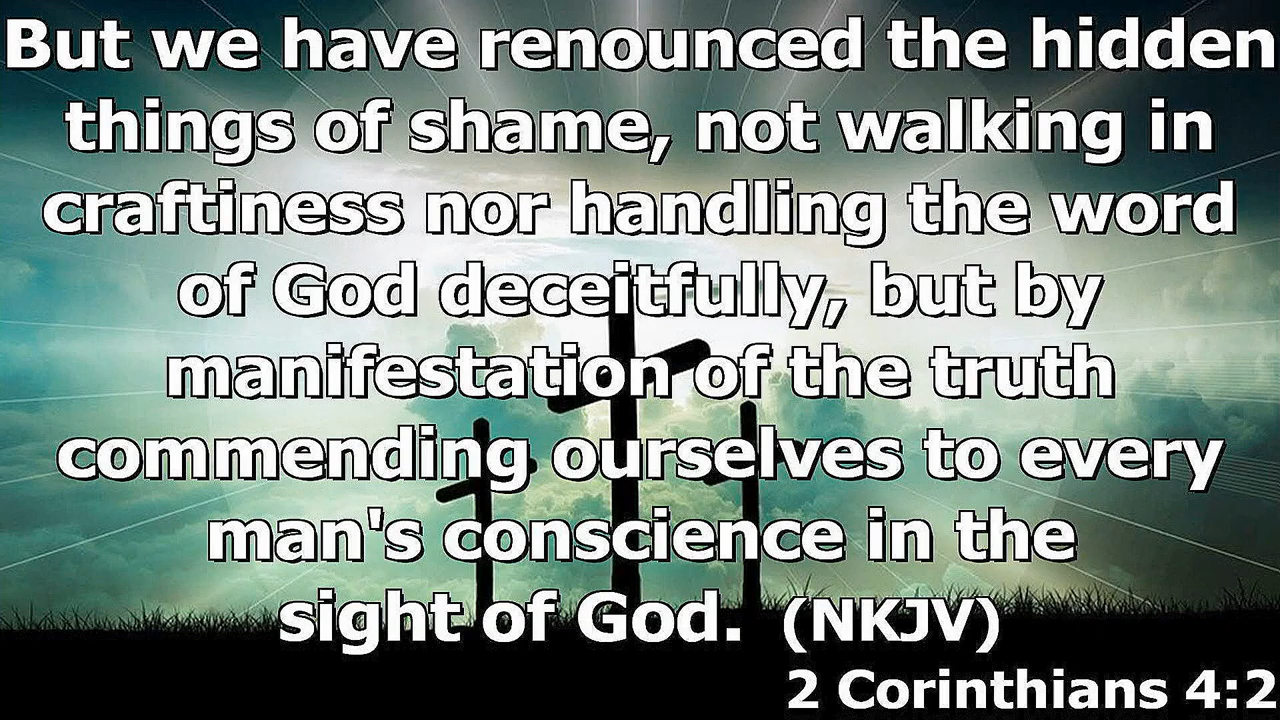 But we have renounced the hidden
things of shame, not walking in
craftiness nor handling the word
of God deceitfully, but by
manifestation of the truth
commending ourselves to every
man's conscience in the
sight of God. (NKJV)
2 Corinthians 4:2